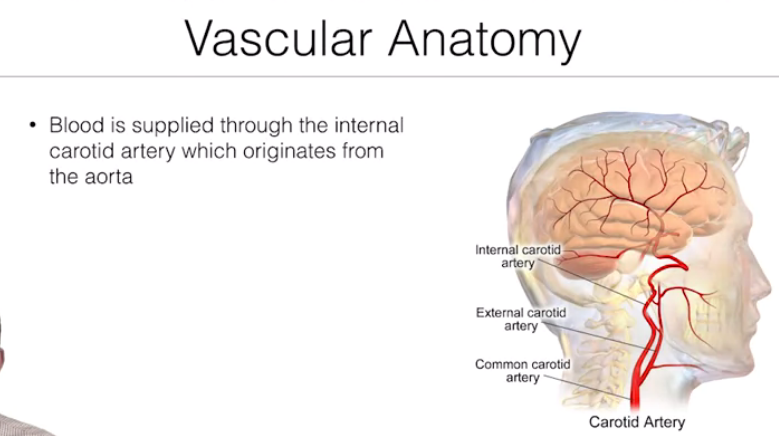 Vascular Anatomy
• Blood is supplied through the internal
carotid artery which originates from
the aorta
Internal carotid
artery
External carotid
artery
Common carotid
artery
Carotid Artery